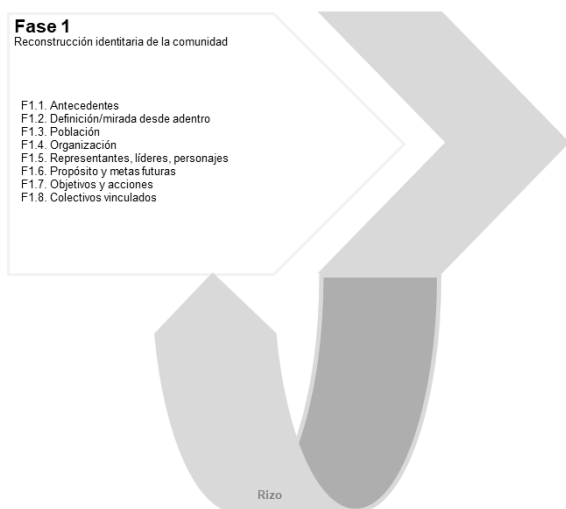 Fase 1
Reconstrucción identitaria de la comunidad
F1.1. Antecedentes
F1.2. Definición/mirada desde adentro
F1.3. Población
F1.4. Organización
F1.5. Representantes, líderes, personajes
F1.6. Propósito y metas futuras
F1.7. Objetivos y acciones
F1.8. Colectivos vinculados
Rizo